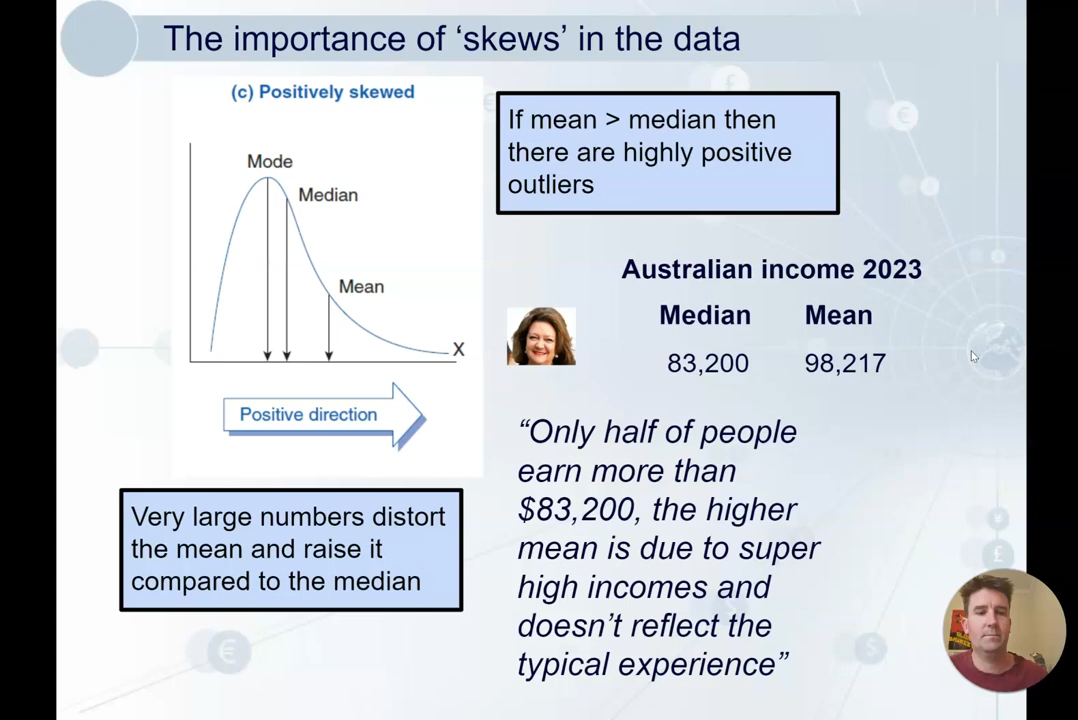 The importance of ‘skews’ in the data
(c) Positively skewed
Mode
Median
Mean
X
Positive direction
Very large numbers distort
the mean and raise it
compared to the median
If mean > median then
there are highly positive
outliers
Australian income 2023
Median Mean
83,200 98,217
“Only half of people
earn more than
$83,200, the higher
mean is due to super
high incomes and
doesn’t reflect the
typical experience”